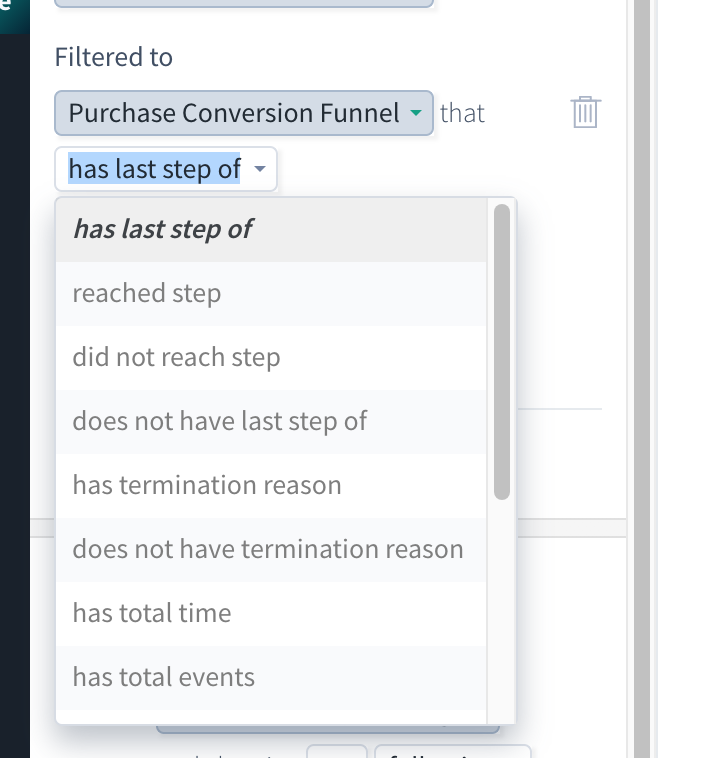 Filtered to
Purchase Conversion Funnel that
has last step of
has last step of
reached step
did not reach step
does not have last step of
has termination reason
does not have termination reason
has total time
has total events